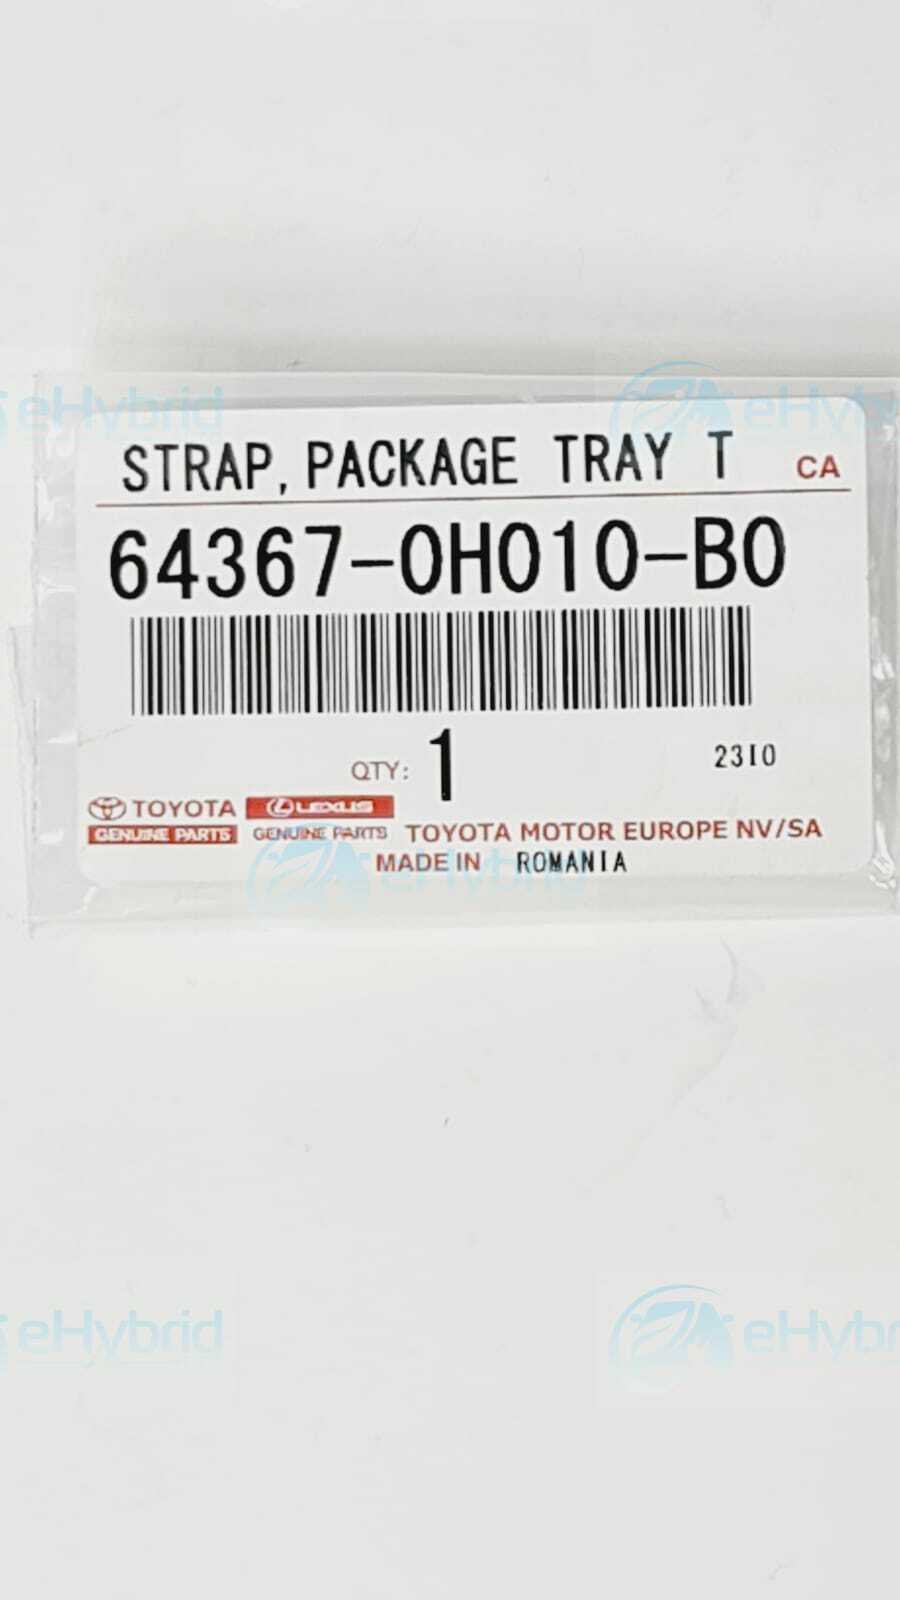 STRAP, PACKAGE TRAY T CA
64367-0H010-B0
QTY: 1 2310
TOYOTA LEXUS
GENUINE PARTS GENUINE PARTS TOYOTA MOTOR EUROPE NV/SA
MADE IN ROMANIA
eHybrid
eHybrid
eHybrid
eHybrid
eHybrid